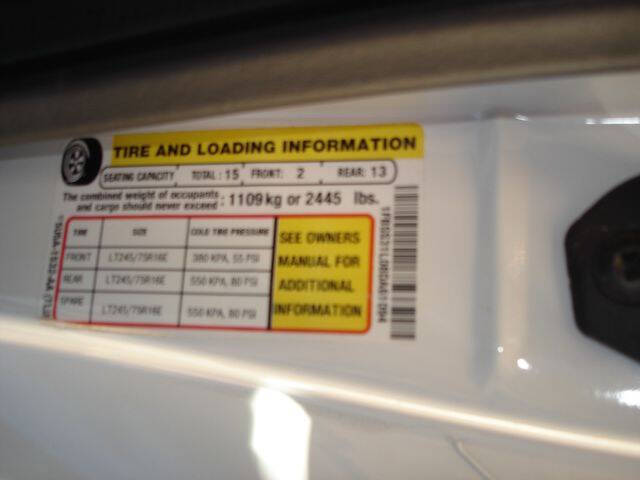 TIRE AND LOADING INFORMATION
SEATING CAPACITY TOTAL: 15 FRONT: 2 REAR: 13
The combined weight of occupants
and cargo should never exceed : 1109kg or 2445 lbs.
TIRE SIZE COLD TIRE PRESSURE
FRONT LT245/75R16E 380 KPA, 55 PSI
REAR LT245/75R16E 550 KPA, 80 PSI
SPARE LT245/75R16E 550 KPA, 80 PSI
SEE OWNERS
MANUAL FOR
ADDITIONAL
INFORMATION